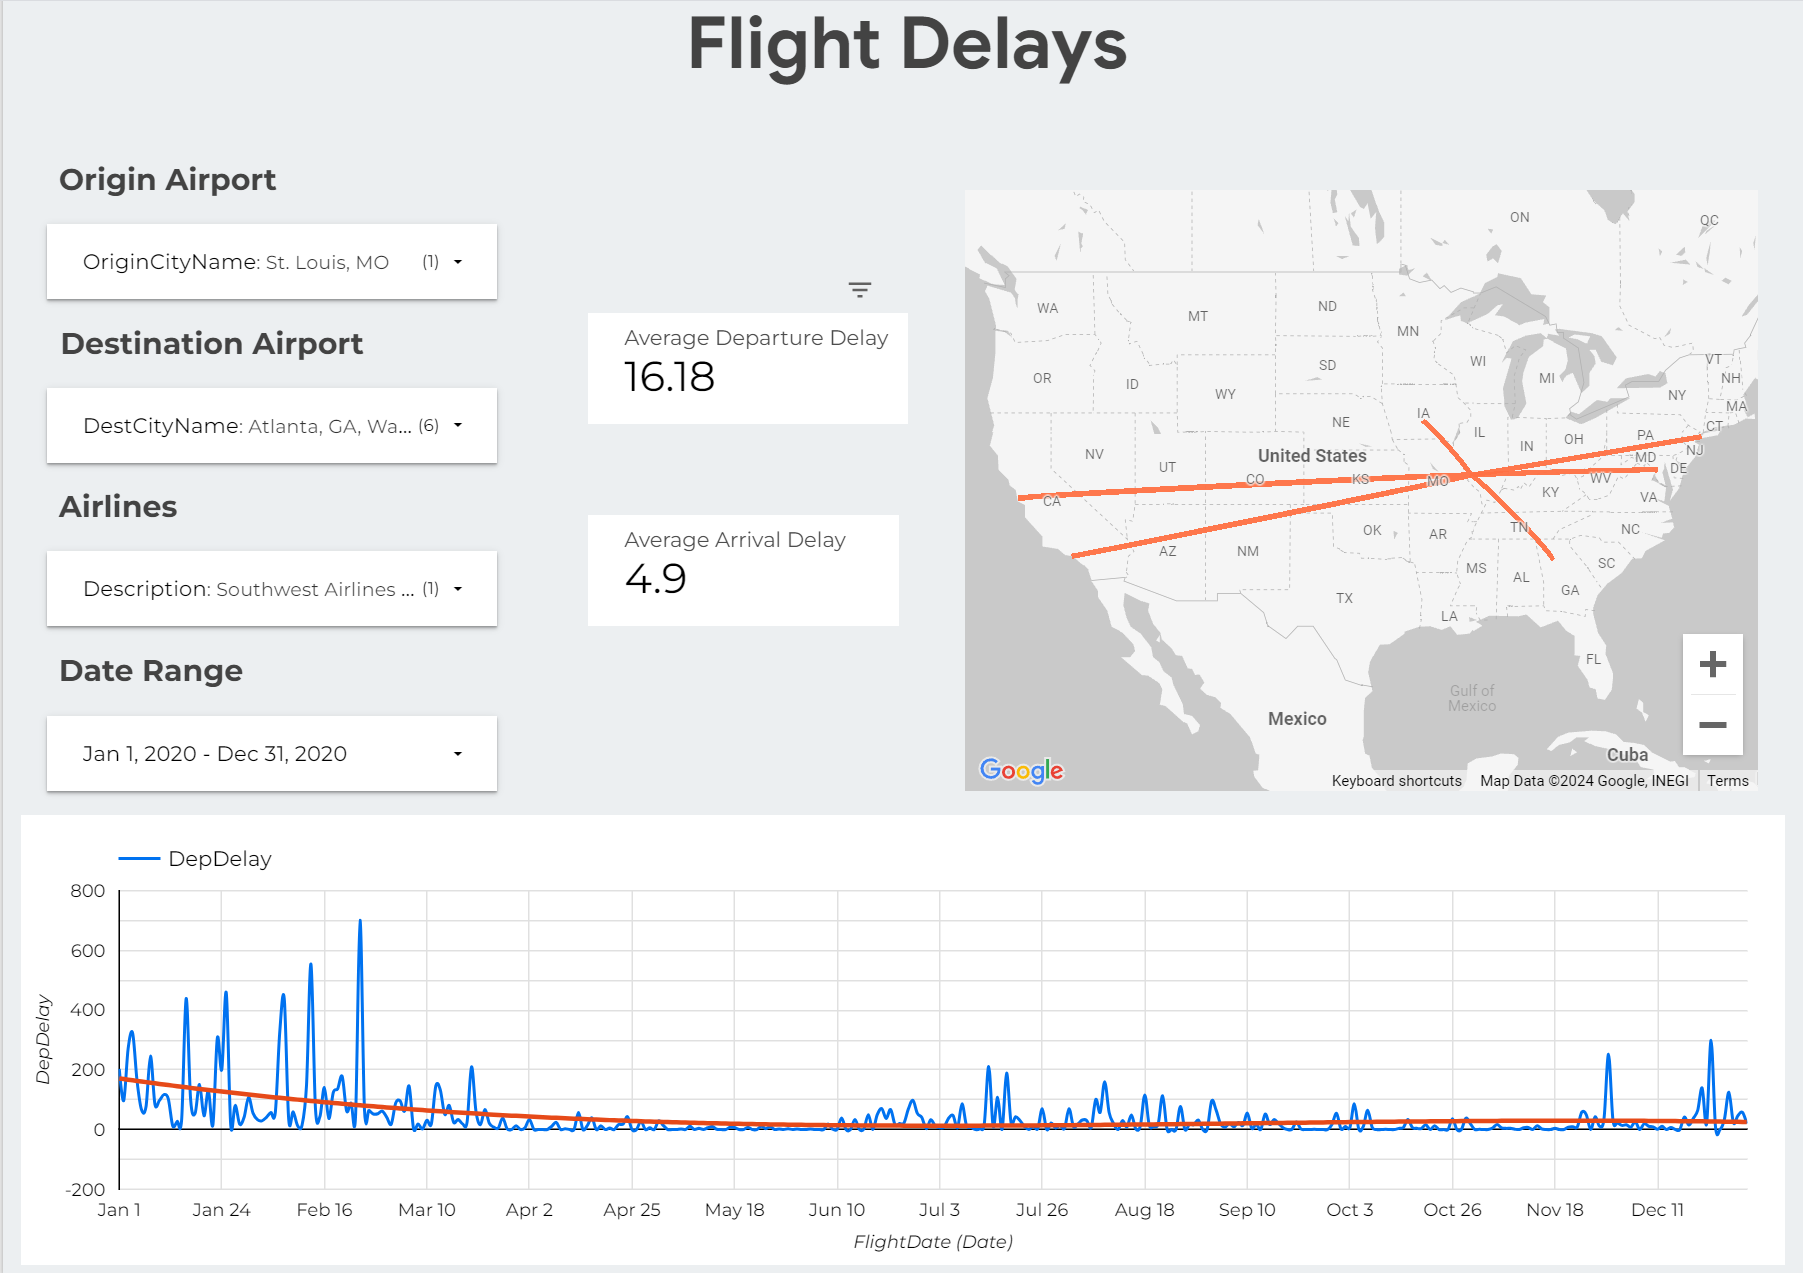 Flight Delays
Origin Airport
OriginCityName: St. Louis, MO (1)
Destination Airport
DestCityName: Atlanta, GA, Wa... (6)
Airlines
Description: Southwest Airlines ... (1)
Date Range
Jan 1, 2020 - Dec 31, 2020
Average Departure Delay
16.18
Average Arrival Delay
4.9
ON
QC
WA
MT
ND
MN
OR
ID
WY
SD
WI
MI
VT
NH
NY
MA
CT
NE
IA
IL
IN
OH
PA
NJ
MD
DE
NV
UT
United States
CO
KS
MO
WV
KY
VA
CA
AZ
NM
OK
AR
TN
NC
SC
MS
AL
GA
TX
LA
FL
Gulf of
Mexico
Mexico
Cuba
Google
Keyboard shortcuts
Map Data ©2024 Google, INEGI
Terms
DepDelay
800
600
400
200
0
-200
DepDelay
Jan 1
Jan 24
Feb 16
Mar 10
Apr 2
Apr 25
May 18
Jun 10
Jul 3
Jul 26
Aug 18
Sep 10
Oct 3
Oct 26
Nov 18
Dec 11
FlightDate (Date)